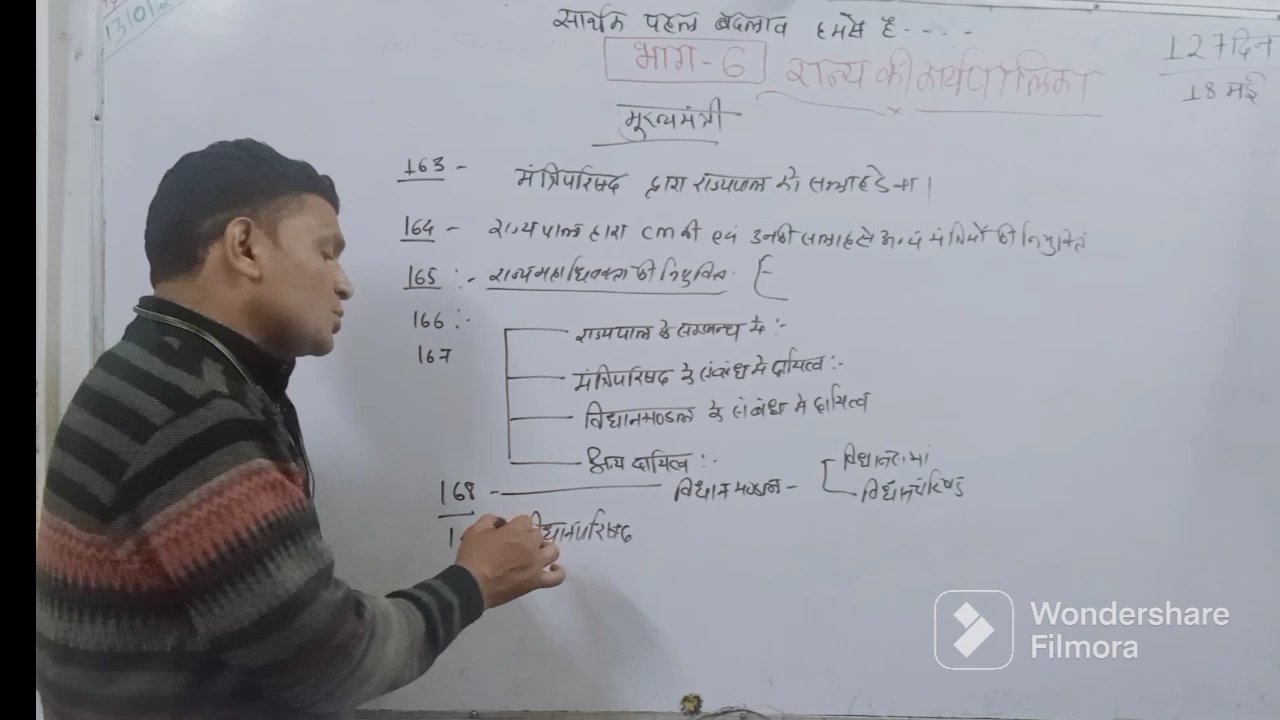 सार्थक पहल बदलाव हमसे है - - - -
127 दिन
18 मई
भाग-6 राज्य की कार्यपालिका
मुख्यमंत्री
163 - मंत्रिपरिषद द्वारा राज्यपाल को सलाह देना।
164 - राज्यपाल द्वारा CM की एवं उनकी सलाह से अन्य मंत्रियों की नियुक्ति
165 :- राज्य महाधिवक्ता की नियुक्ति
166 :-
167
राज्यपाल के सम्बन्ध में :-
मंत्रिपरिषद के संबंध में दायित्व :-
विधानमण्डल के संबंध में दायित्व
अन्य दायित्व :-
168 - विधानमण्डल -
विधानसभा
विधानपरिषद
विधानपरिषद
Wondershare
Filmora